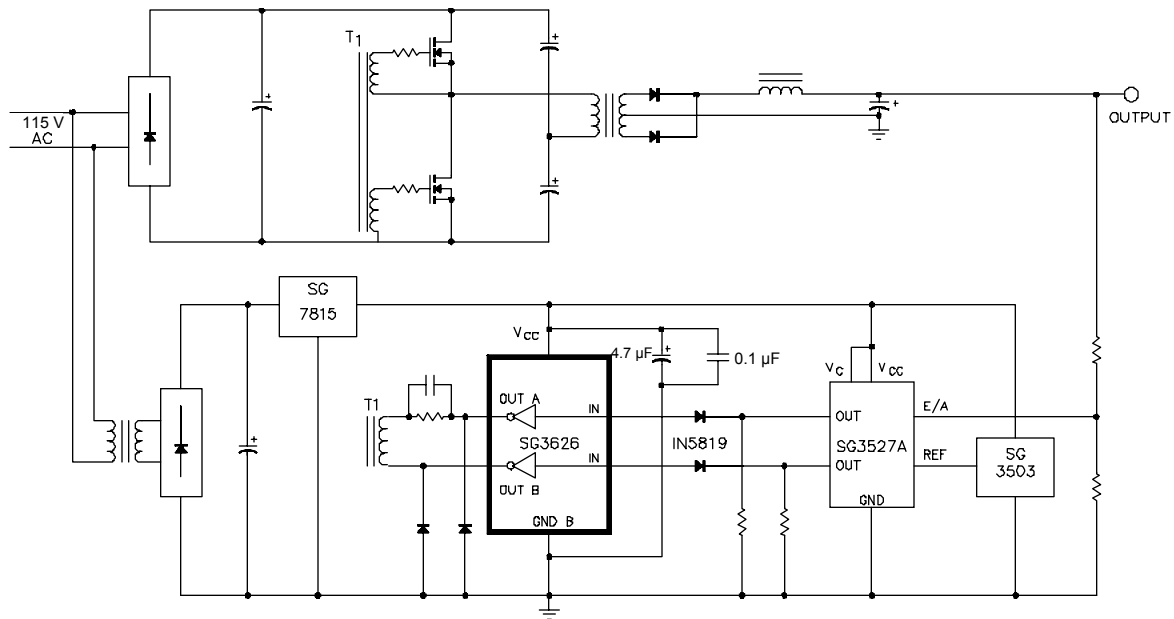 T1
115 V
AC
OUTPUT
SG
7815
VCC
4.7 µF
0.1 µF
VC
VCC
T1
OUT A
IN
OUT
E/A
SG3626
IN5819
SG3527A
IN
OUT
REF
SG
3503
OUT B
GND B
GND